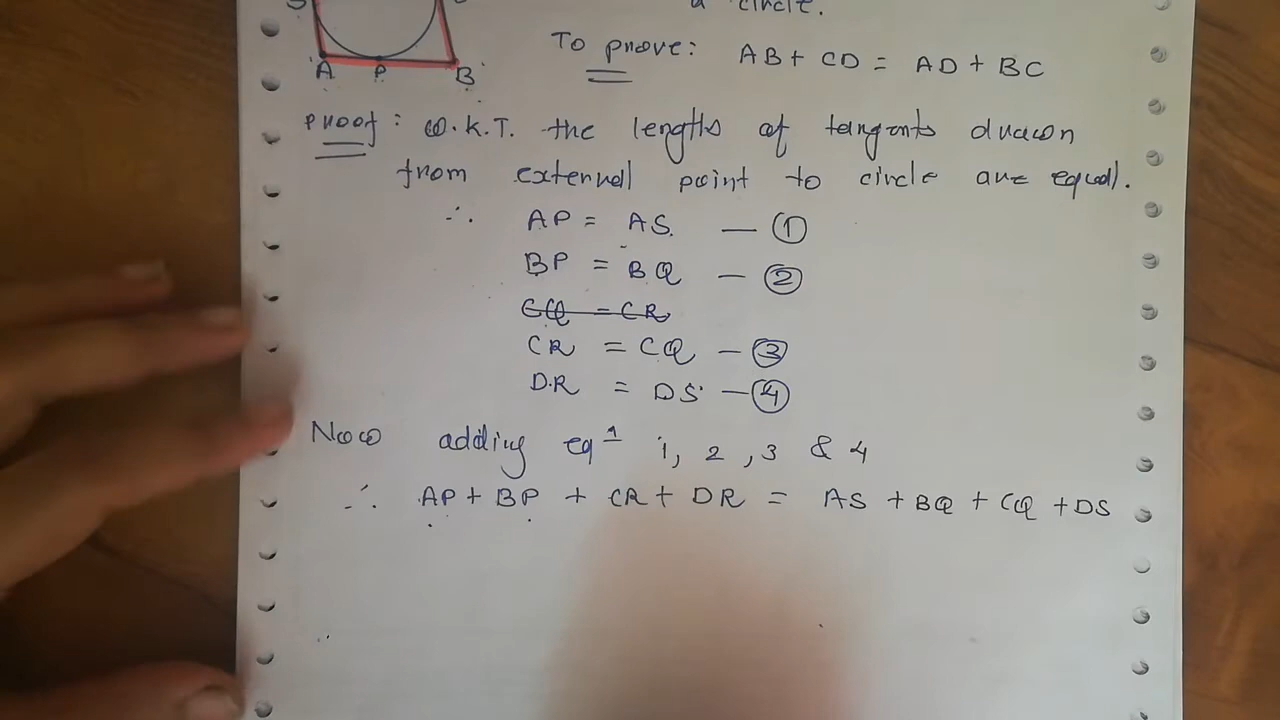 a circle.
To prove: AB + CD = AD + BC
A P B
Proof: W.K.T. the lengths of tangents drawn
from external point to circle are equal.
∴ AP = AS. — ①
BP = BQ — ②
CQ = CR
CR = CQ — ③
DR = DS — ④
Now adding eqⁿ 1, 2, 3 & 4
∴ AP + BP + CR + DR = AS + BQ + CQ + DS